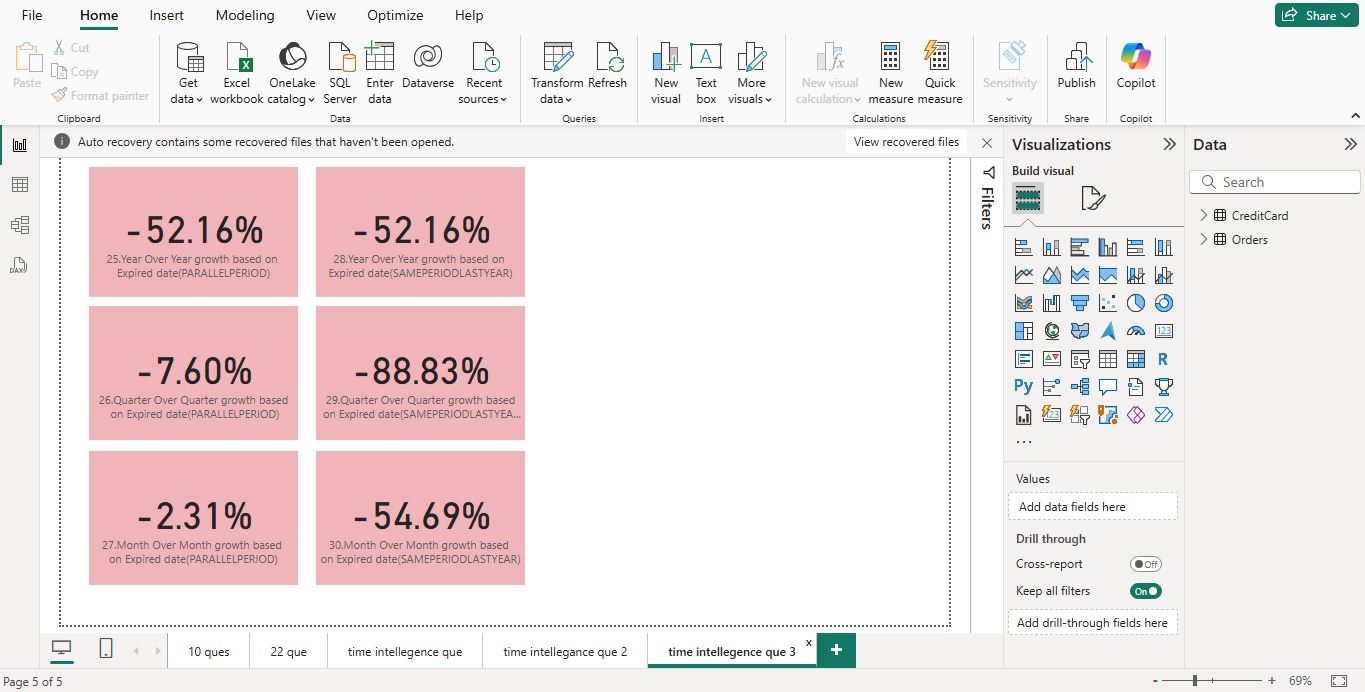 File Home Insert Modeling View Optimize Help
Share
Paste
Cut
Copy
Format painter
Clipboard
Get data
Excel workbook
OneLake catalog
SQL Server
Enter data
Dataverse
Recent sources
Data
Transform data
Refresh
Queries
New visual
Text box
More visuals
Insert
New visual calculation
New measure
Quick measure
Calculations
Sensitivity
Sensitivity
Publish
Share
Copilot
Copilot
Auto recovery contains some recovered files that haven't been opened.
View recovered files
-52.16%
25.Year Over Year growth based on
Expired date(PARALLELPERIOD)
-52.16%
28.Year Over Year growth based on
Expired date(SAMEPERIODLASTYEAR)
-7.60%
26.Quarter Over Quarter growth based
on Expired date(PARALLELPERIOD)
-88.83%
29.Quarter Over Quarter growth based
on Expired date(SAMEPERIODLASTYEA...
-2.31%
27.Month Over Month growth based
on Expired date(PARALLELPERIOD)
-54.69%
30.Month Over Month growth based
on Expired date(SAMEPERIODLASTYEAR)
Filters
Visualizations
Build visual
123
R
Py
123
...
Values
Add data fields here
Drill through
Cross-report
Off
Keep all filters
On
Add drill-through fields here
Data
Search
CreditCard
Orders
DAX
10 ques
22 que
time intellegence que
time intellegance que 2
time intellegence que 3
x
+
Page 5 of 5
- + 69%